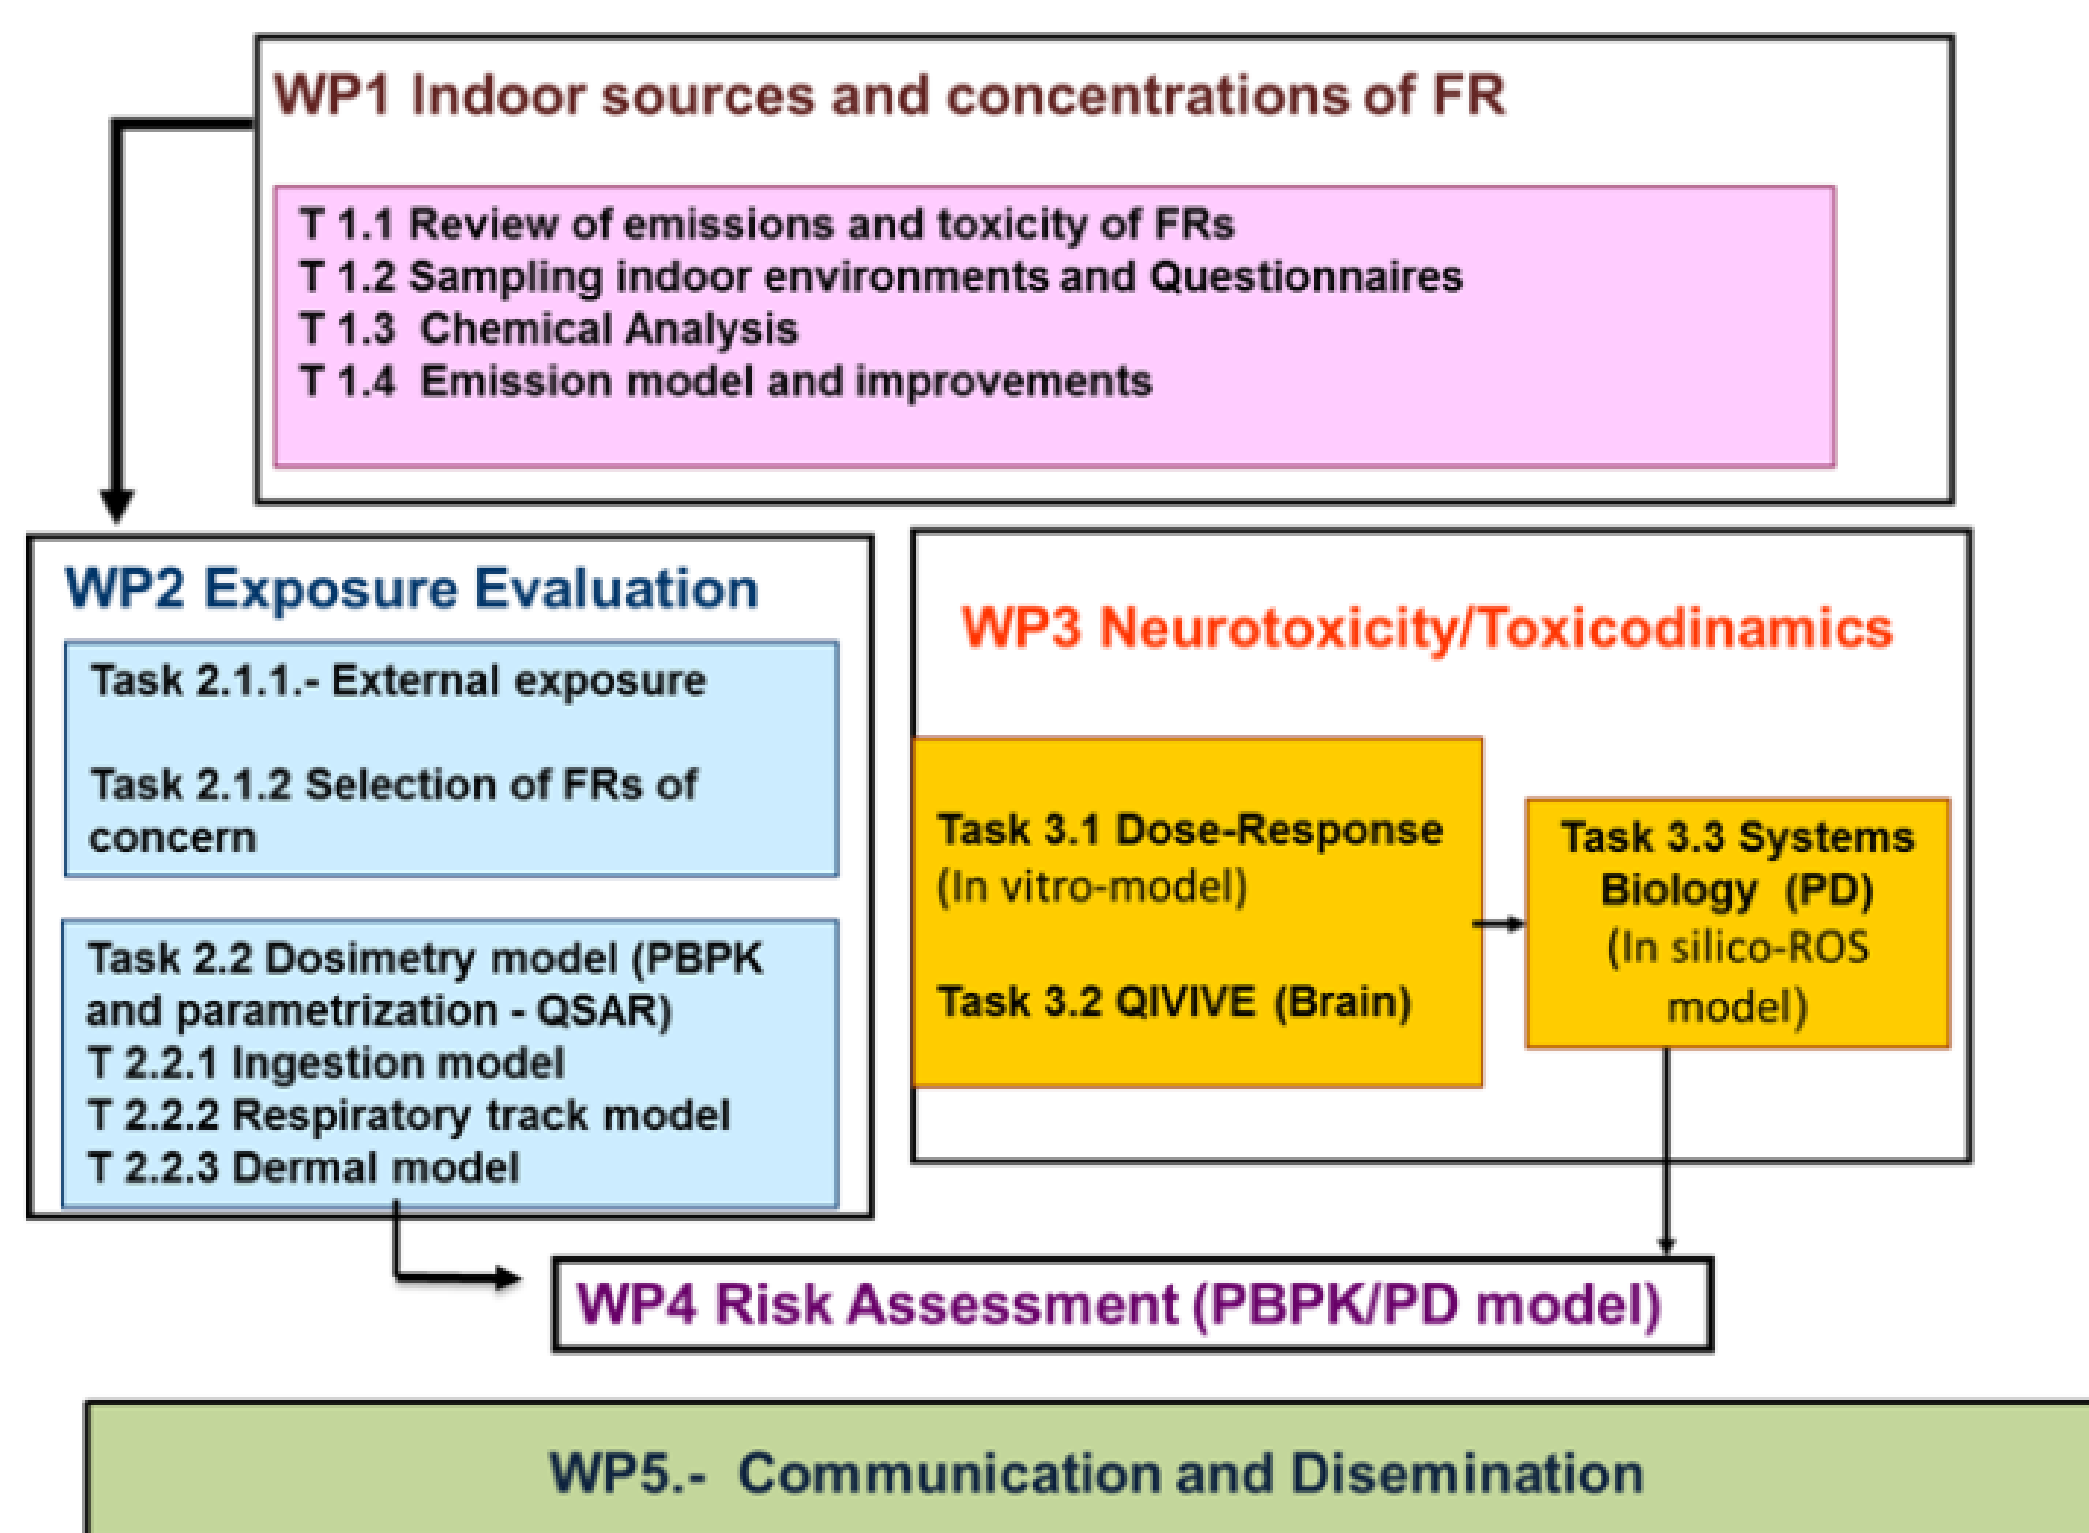 WP1 Indoor sources and concentrations of FR
T 1.1 Review of emissions and toxicity of FRs
T 1.2 Sampling indoor environments and Questionnaires
T 1.3 Chemical Analysis
T 1.4 Emission model and improvements
WP2 Exposure Evaluation
Task 2.1.1.- External exposure
Task 2.1.2 Selection of FRs of
concern
Task 2.2 Dosimetry model (PBPK
and parametrization - QSAR)
T 2.2.1 Ingestion model
T 2.2.2 Respiratory track model
T 2.2.3 Dermal model
WP3 Neurotoxicity/Toxicodinamics
Task 3.1 Dose-Response
(In vitro-model)
Task 3.2 QIVIVE (Brain)
Task 3.3 Systems
Biology (PD)
(In silico-ROS
model)
WP4 Risk Assessment (PBPK/PD model)
WP5.- Communication and Disemination